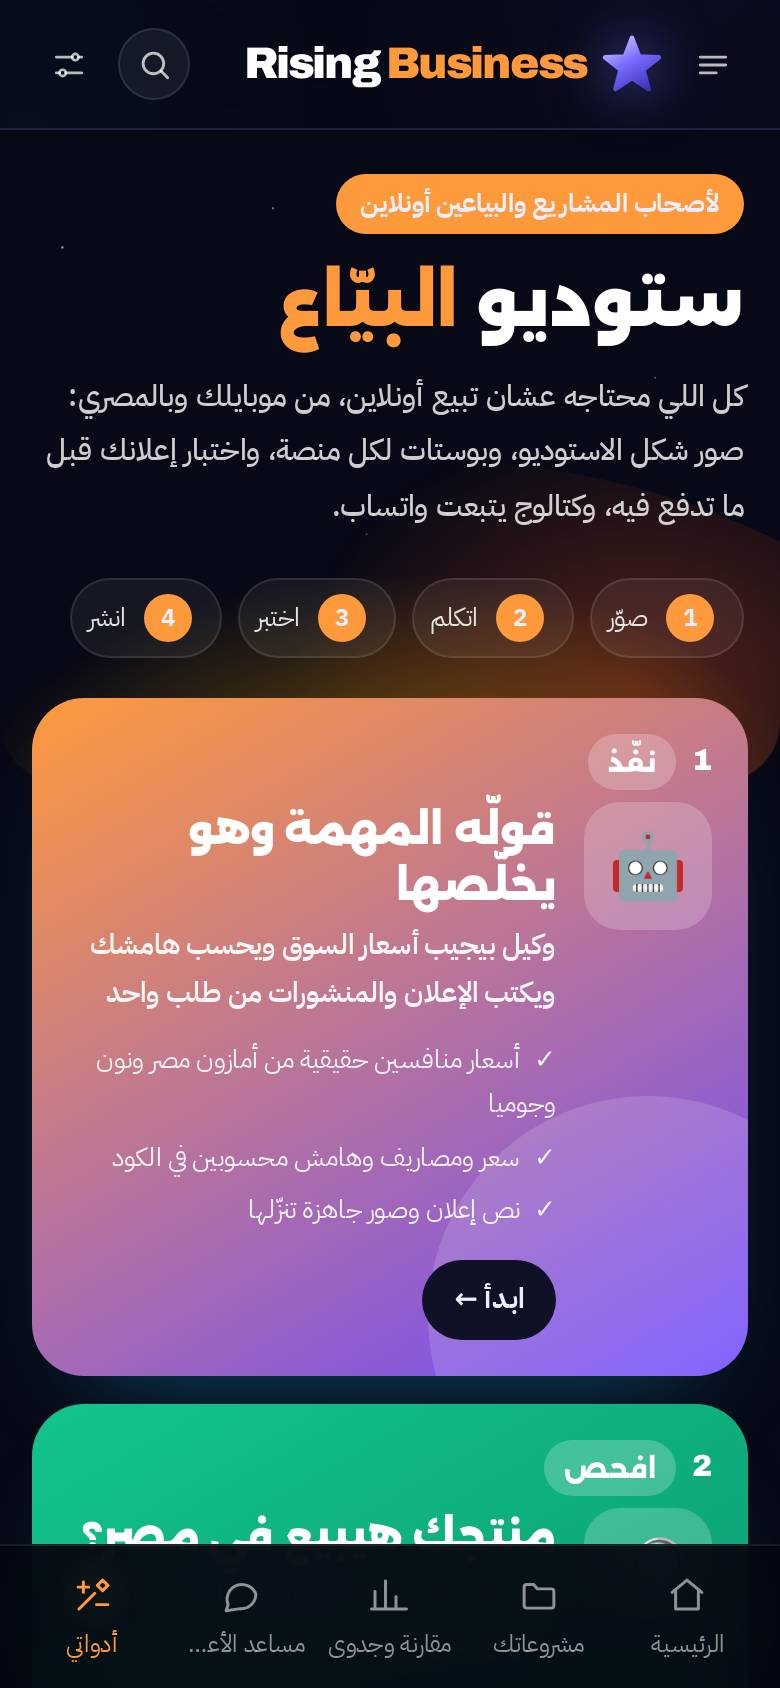 Rising Business
لأصحاب المشاريع والبياعين أونلاين
ستوديو البيّاع
كل اللي محتاجه عشان تبيع أونلاين، من موبايلك وبالمصري:
صور شكل الاستوديو، وبوستات لكل منصة، واختبار إعلانك قبل
ما تدفع فيه، وكتالوج يتبعت واتساب.
1 صوّر
2 اتكلم
3 اختبر
4 انشر
1 نفّذ
قولّه المهمة وهو
يخلّصها
وكيل بيجيب أسعار السوق ويحسب هامشك
ويكتب الإعلان والمنشورات من طلب واحد
✓ أسعار منافسين حقيقية من أمازون مصر ونون
وجوميا
✓ سعر ومصاريف وهامش محسوبين في الكود
✓ نص إعلان وصور جاهزة تنزّلها
ابدأ ←
2 افحص
منتجك هيبيع في مصر؟
الرئيسية
مشروعاتك
مقارنة وجدوى
مساعد الأع...
أدواتي